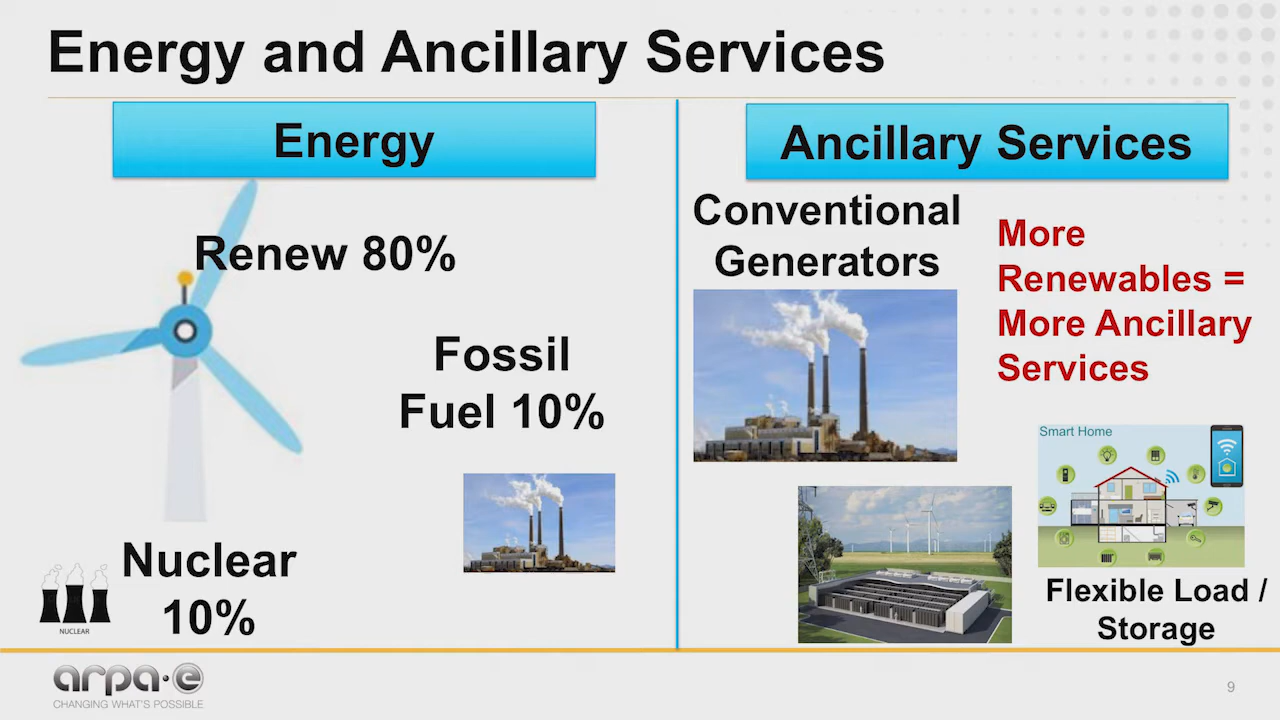 Energy and Ancillary Services
Energy
Renew 80%
Fossil
Fuel 10%
Nuclear
10%
NUCLEAR
Ancillary Services
Conventional
Generators
More
Renewables =
More Ancillary
Services
Smart Home
Flexible Load /
Storage
arpa·e
CHANGING WHAT'S POSSIBLE
9